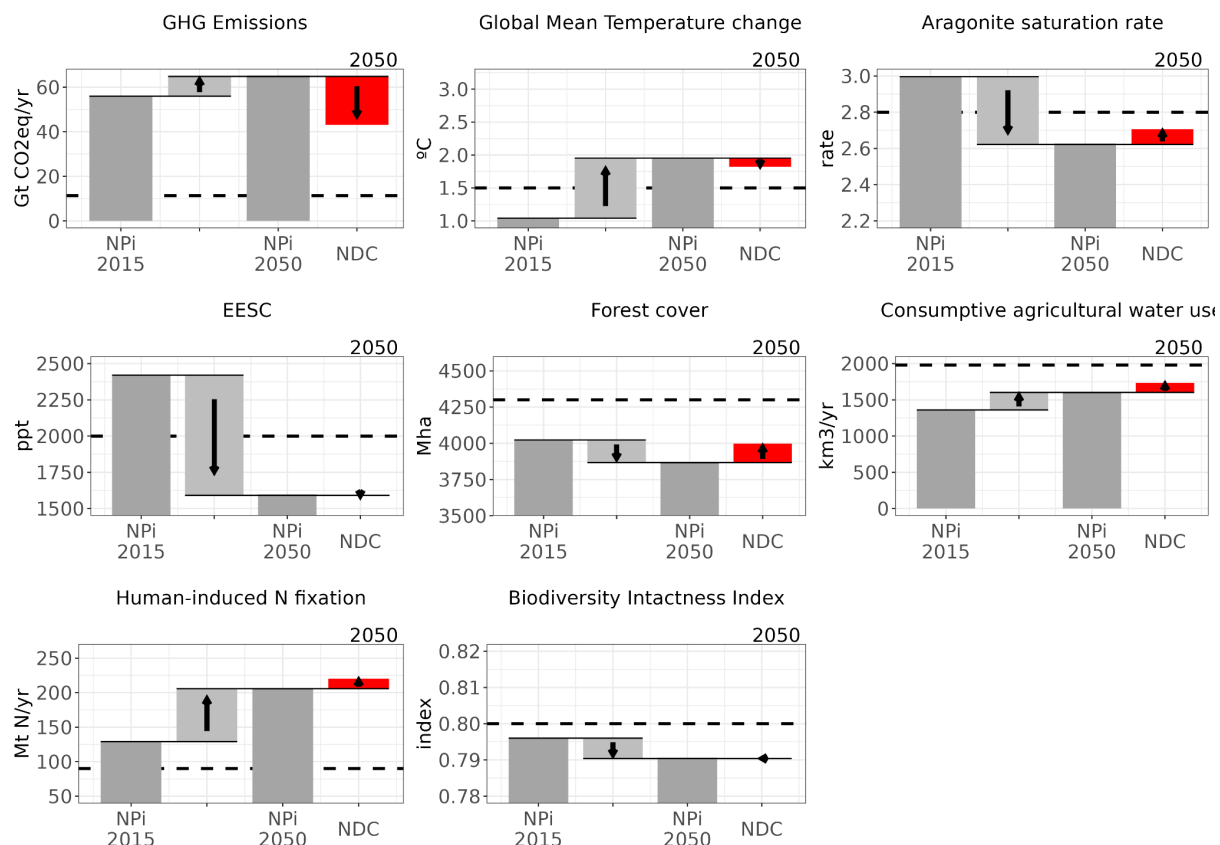 GHG Emissions
2050
Gt CO2eq/yr
60
40
20
0
NPi
2015
NPi
2050
NDC
Global Mean Temperature change
2050
ºC
3.0
2.5
2.0
1.5
1.0
NPi
2015
NPi
2050
NDC
Aragonite saturation rate
2050
rate
3.0
2.8
2.6
2.4
2.2
NPi
2015
NPi
2050
NDC
EESC
2050
ppt
2500
2250
2000
1750
1500
NPi
2015
NPi
2050
NDC
Forest cover
2050
Mha
4500
4250
4000
3750
3500
NPi
2015
NPi
2050
NDC
Consumptive agricultural water use
2050
km3/yr
2000
1500
1000
500
0
NPi
2015
NPi
2050
NDC
Human-induced N fixation
2050
Mt N/yr
250
200
150
100
50
NPi
2015
NPi
2050
NDC
Biodiversity Intactness Index
2050
index
0.82
0.81
0.80
0.79
0.78
NPi
2015
NPi
2050
NDC